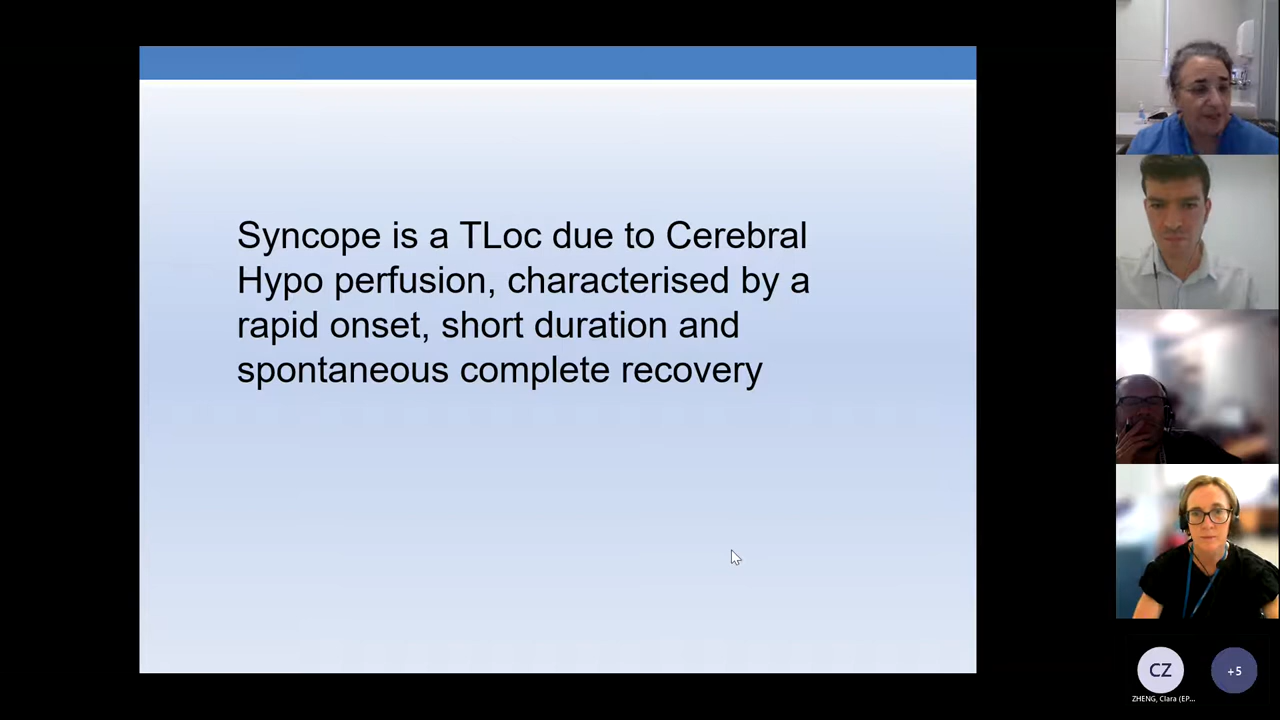 Syncope is a TLoc due to Cerebral
Hypo perfusion, characterised by a
rapid onset, short duration and
spontaneous complete recovery
CZ
+5
ZHENG, Clara (EP...